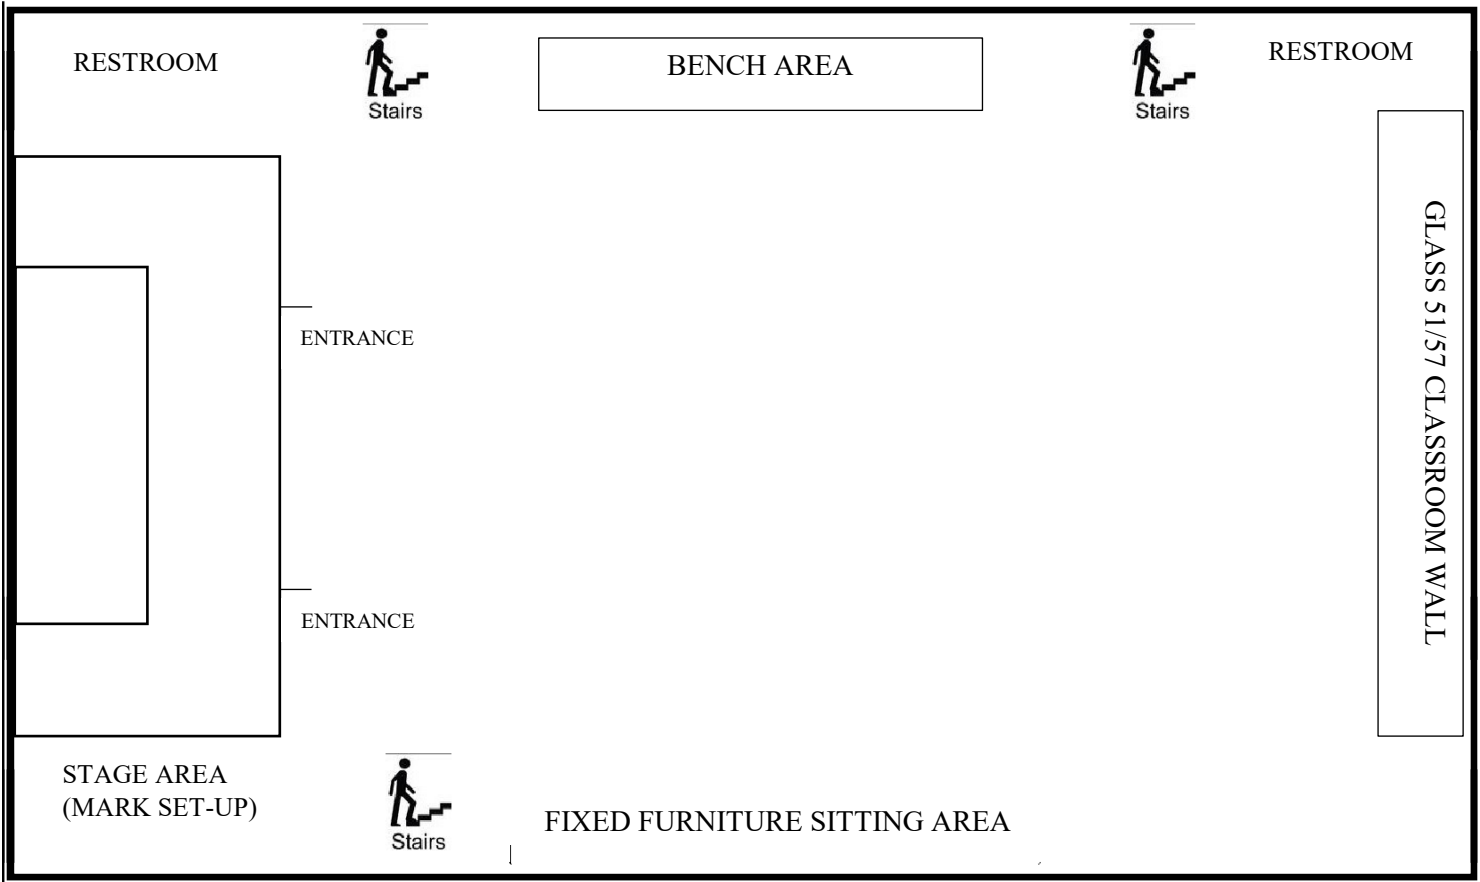 RESTROOM
Stairs
BENCH AREA
Stairs
RESTROOM
GLASS 51/57 CLASSROOM WALL
ENTRANCE
ENTRANCE
STAGE AREA
(MARK SET-UP)
Stairs
FIXED FURNITURE SITTING AREA